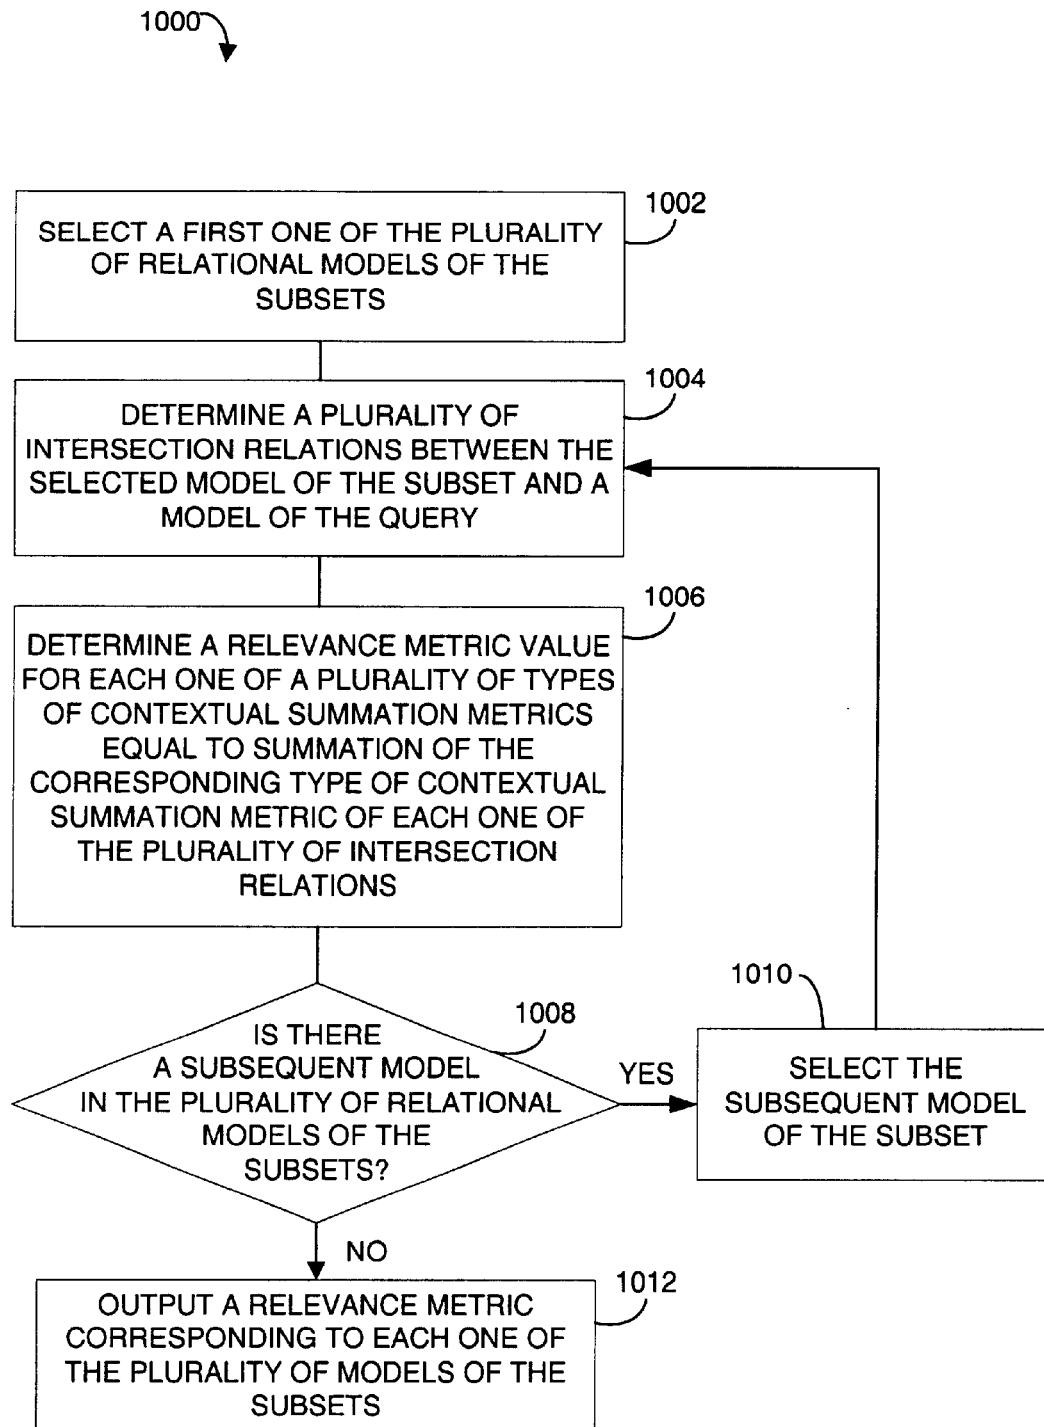 1000
1002
SELECT A FIRST ONE OF THE PLURALITY
OF RELATIONAL MODELS OF THE
SUBSETS
1004
DETERMINE A PLURALITY OF
INTERSECTION RELATIONS BETWEEN THE
SELECTED MODEL OF THE SUBSET AND A
MODEL OF THE QUERY
1006
DETERMINE A RELEVANCE METRIC VALUE
FOR EACH ONE OF A PLURALITY OF TYPES
OF CONTEXTUAL SUMMATION METRICS
EQUAL TO SUMMATION OF THE
CORRESPONDING TYPE OF CONTEXTUAL
SUMMATION METRIC OF EACH ONE OF
THE PLURALITY OF INTERSECTION
RELATIONS
1008
IS THERE
A SUBSEQUENT MODEL
IN THE PLURALITY OF RELATIONAL
MODELS OF THE
SUBSETS?
YES
1010
SELECT THE
SUBSEQUENT MODEL
OF THE SUBSET
NO
1012
OUTPUT A RELEVANCE METRIC
CORRESPONDING TO EACH ONE OF
THE PLURALITY OF MODELS OF THE
SUBSETS